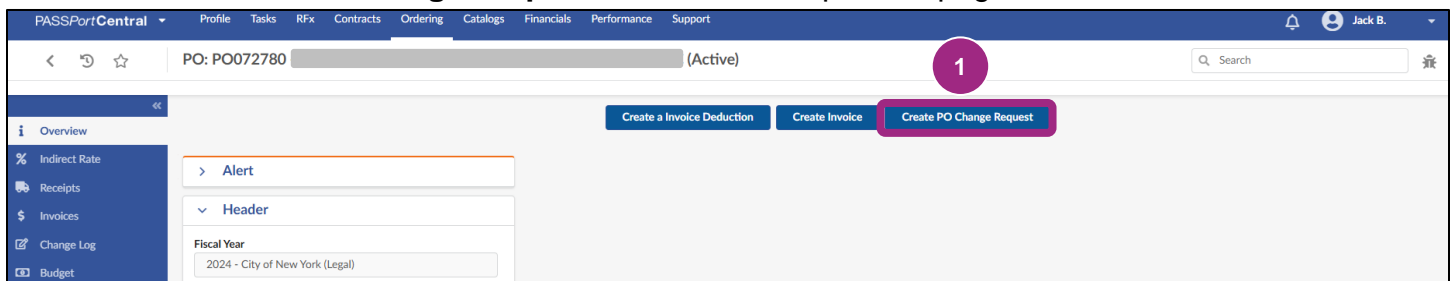 PASSPortCentral Profile Tasks RFx Contracts Ordering Catalogs Financials Performance Support Jack B.
PO: PO072780 (Active) 1 Search
Create a Invoice Deduction Create Invoice Create PO Change Request
Overview
Indirect Rate
Alert
Receipts
Invoices
Header
Change Log
Fiscal Year
2024 - City of New York (Legal)
Budget